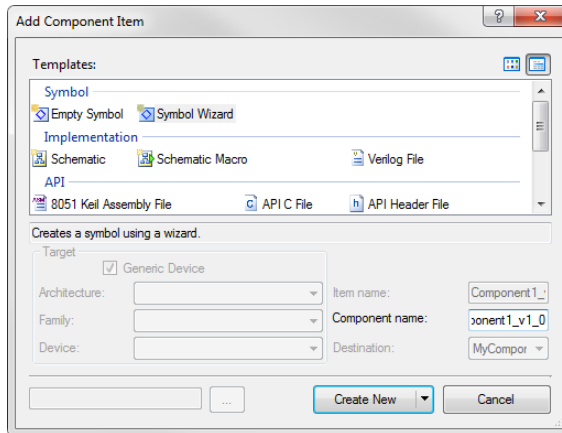 Add Component Item
Templates:
Symbol
Empty Symbol Symbol Wizard
Implementation
Schematic Schematic Macro Verilog File
API
8051 Keil Assembly File API C File API Header File
Creates a symbol using a wizard.
Target
Generic Device
Architecture: Item name: Component1_
Family: Component name: ponent1_v1_0
Device: Destination: MyCompor
... Create New Cancel